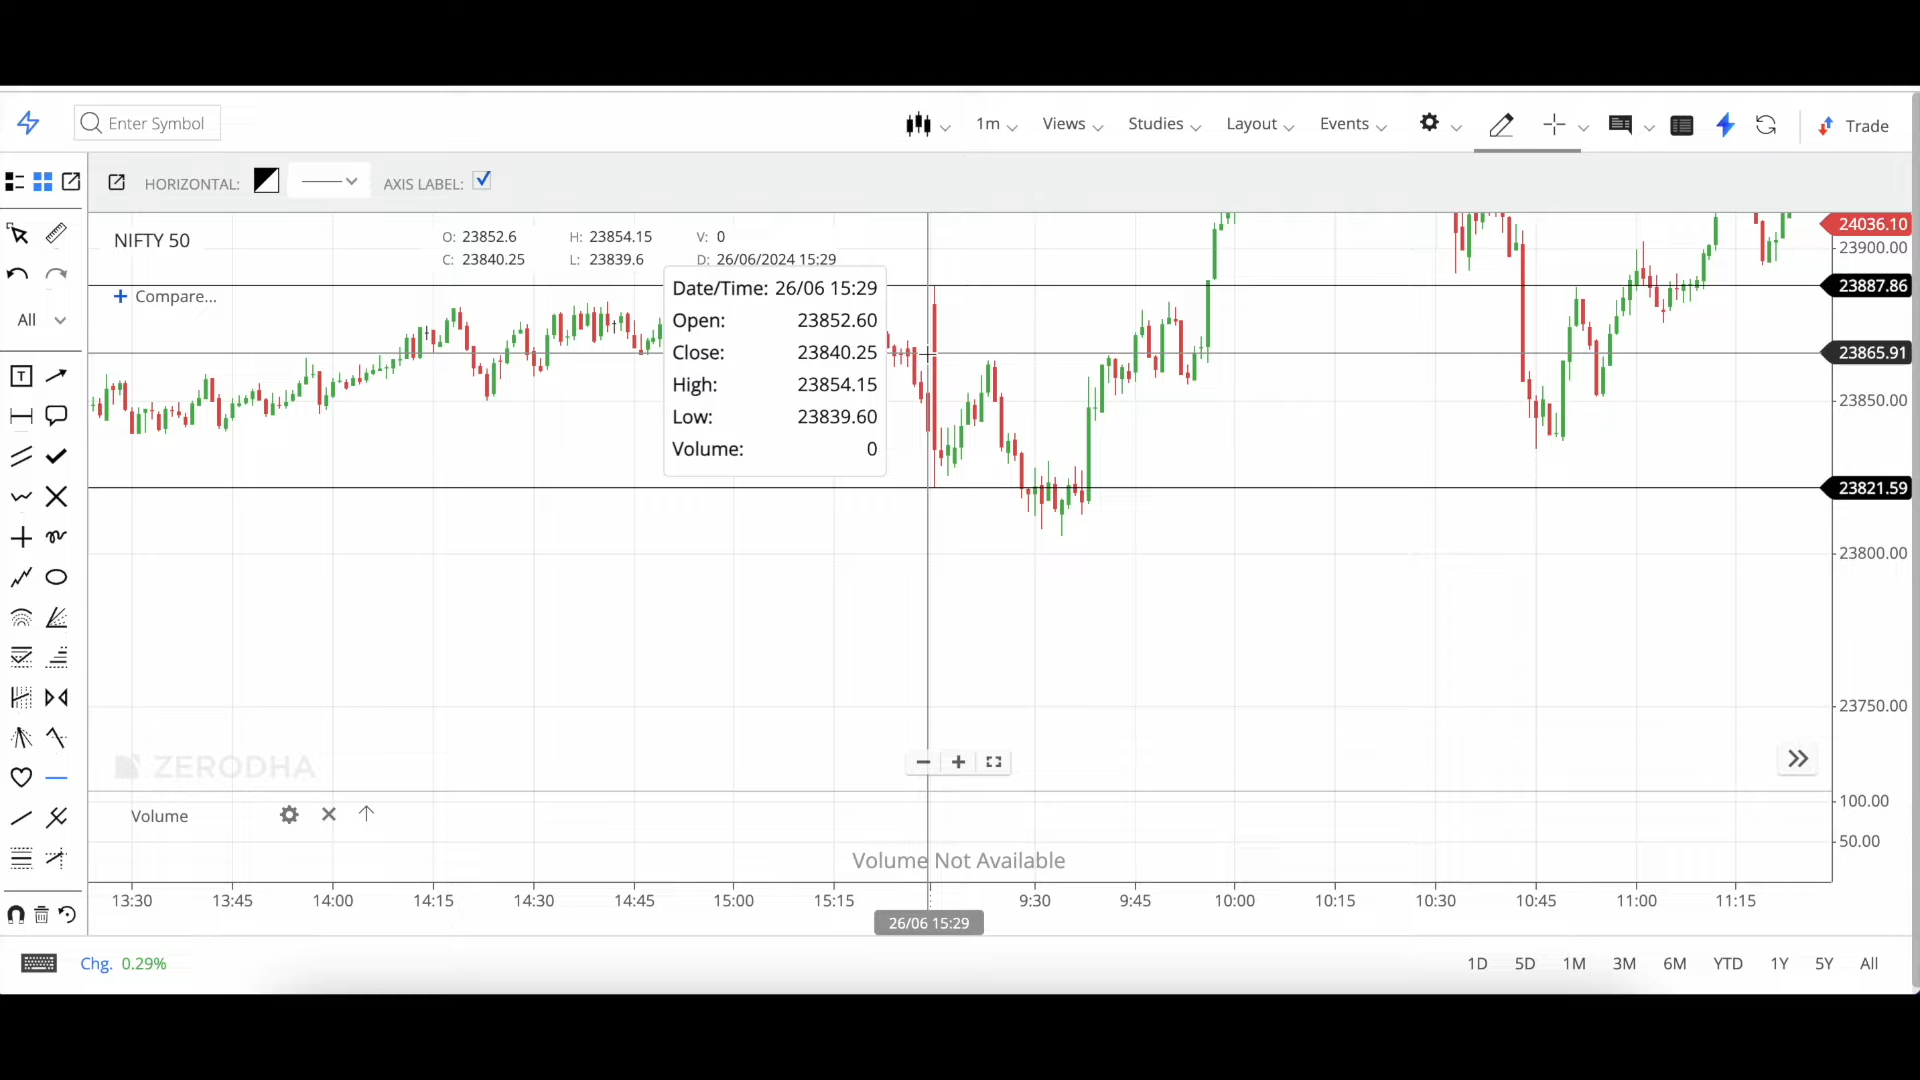 Enter Symbol
1m
Views
Studies
Layout
Events
Trade
HORIZONTAL:
AXIS LABEL:
NIFTY 50
O: 23852.6 H: 23854.15 V: 0
C: 23840.25 L: 23839.6 D: 26/06/2024 15:29
+ Compare...
All
T
Date/Time: 26/06 15:29
Open: 23852.60
Close: 23840.25
High: 23854.15
Low: 23839.60
Volume: 0
24036.10
23900.00
23887.86
23865.91
23850.00
23821.59
23800.00
23750.00
ZERODHA
Volume
100.00
50.00
Volume Not Available
13:30 13:45 14:00 14:15 14:30 14:45 15:00 15:15 9:30 9:45 10:00 10:15 10:30 10:45 11:00 11:15
26/06 15:29
Chg. 0.29%
1D 5D 1M 3M 6M YTD 1Y 5Y All